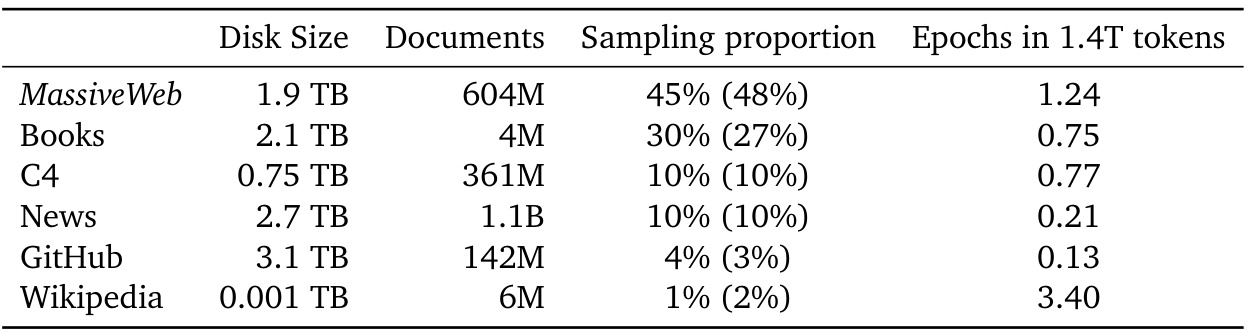 Disk Size Documents Sampling proportion Epochs in 1.4T tokens
MassiveWeb 1.9 TB 604M 45% (48%) 1.24
Books 2.1 TB 4M 30% (27%) 0.75
C4 0.75 TB 361M 10% (10%) 0.77
News 2.7 TB 1.1B 10% (10%) 0.21
GitHub 3.1 TB 142M 4% (3%) 0.13
Wikipedia 0.001 TB 6M 1% (2%) 3.40